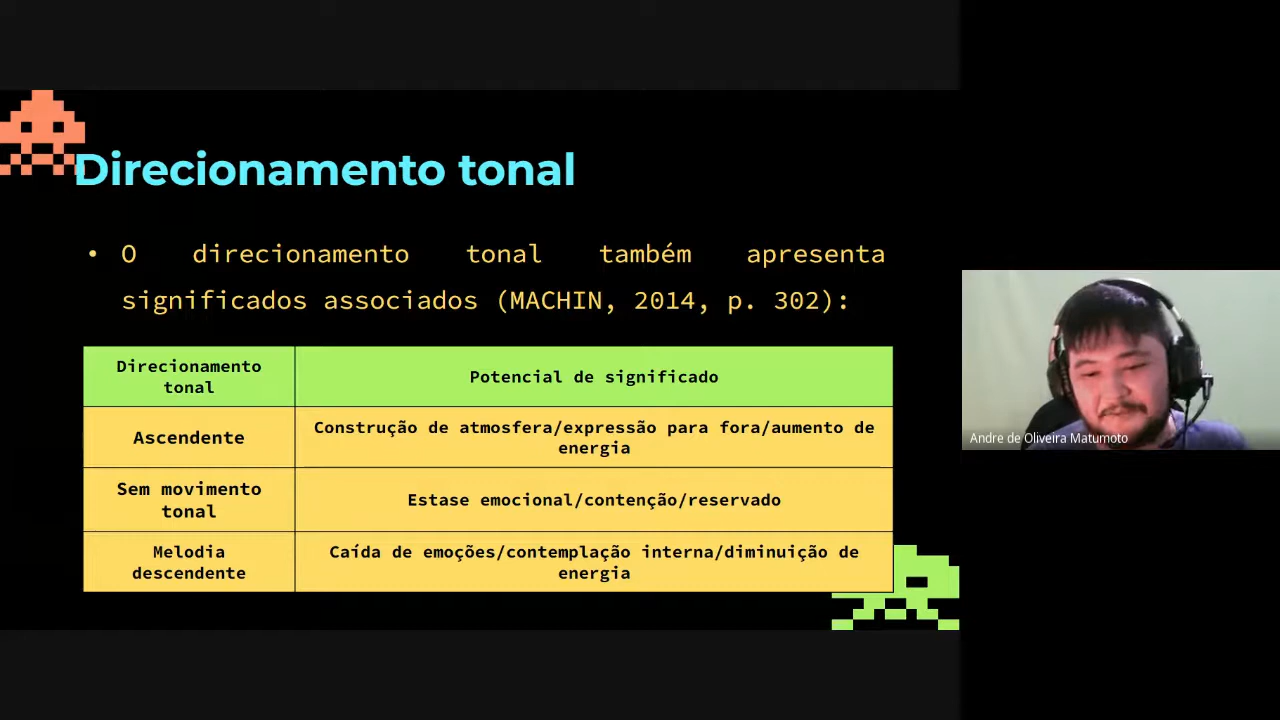 Direcionamento tonal
• O direcionamento tonal também apresenta
significados associados (MACHIN, 2014, p. 302):
Direcionamento
tonal
Potencial de significado
Ascendente
Construção de atmosfera/expressão para fora/aumento de
energia
Sem movimento
tonal
Estase emocional/contenção/reservado
Melodia
descendente
Caída de emoções/contemplação interna/diminuição de
energia
Andre de Oliveira Matumoto